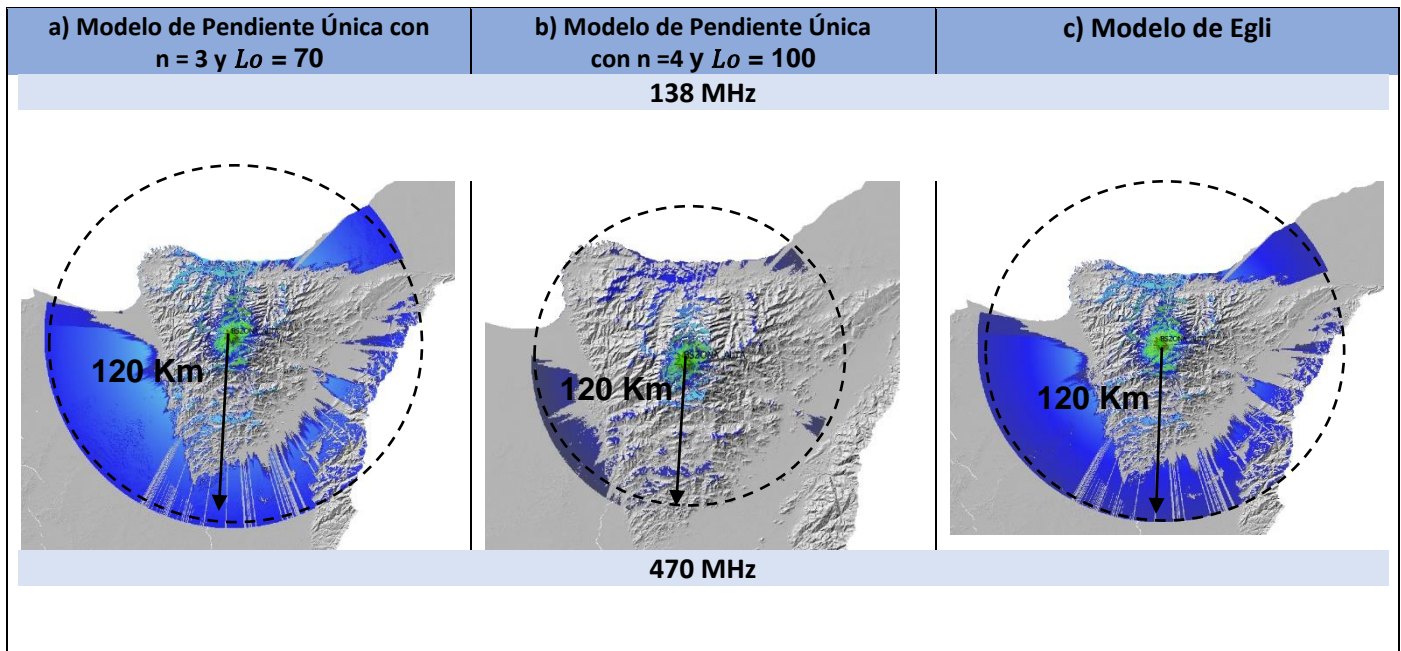 a) Modelo de Pendiente Única con
n = 3 y Lo = 70
b) Modelo de Pendiente Única
con n =4 y Lo = 100
c) Modelo de Egli
138 MHz
120 Km
120 Km
120 Km
470 MHz